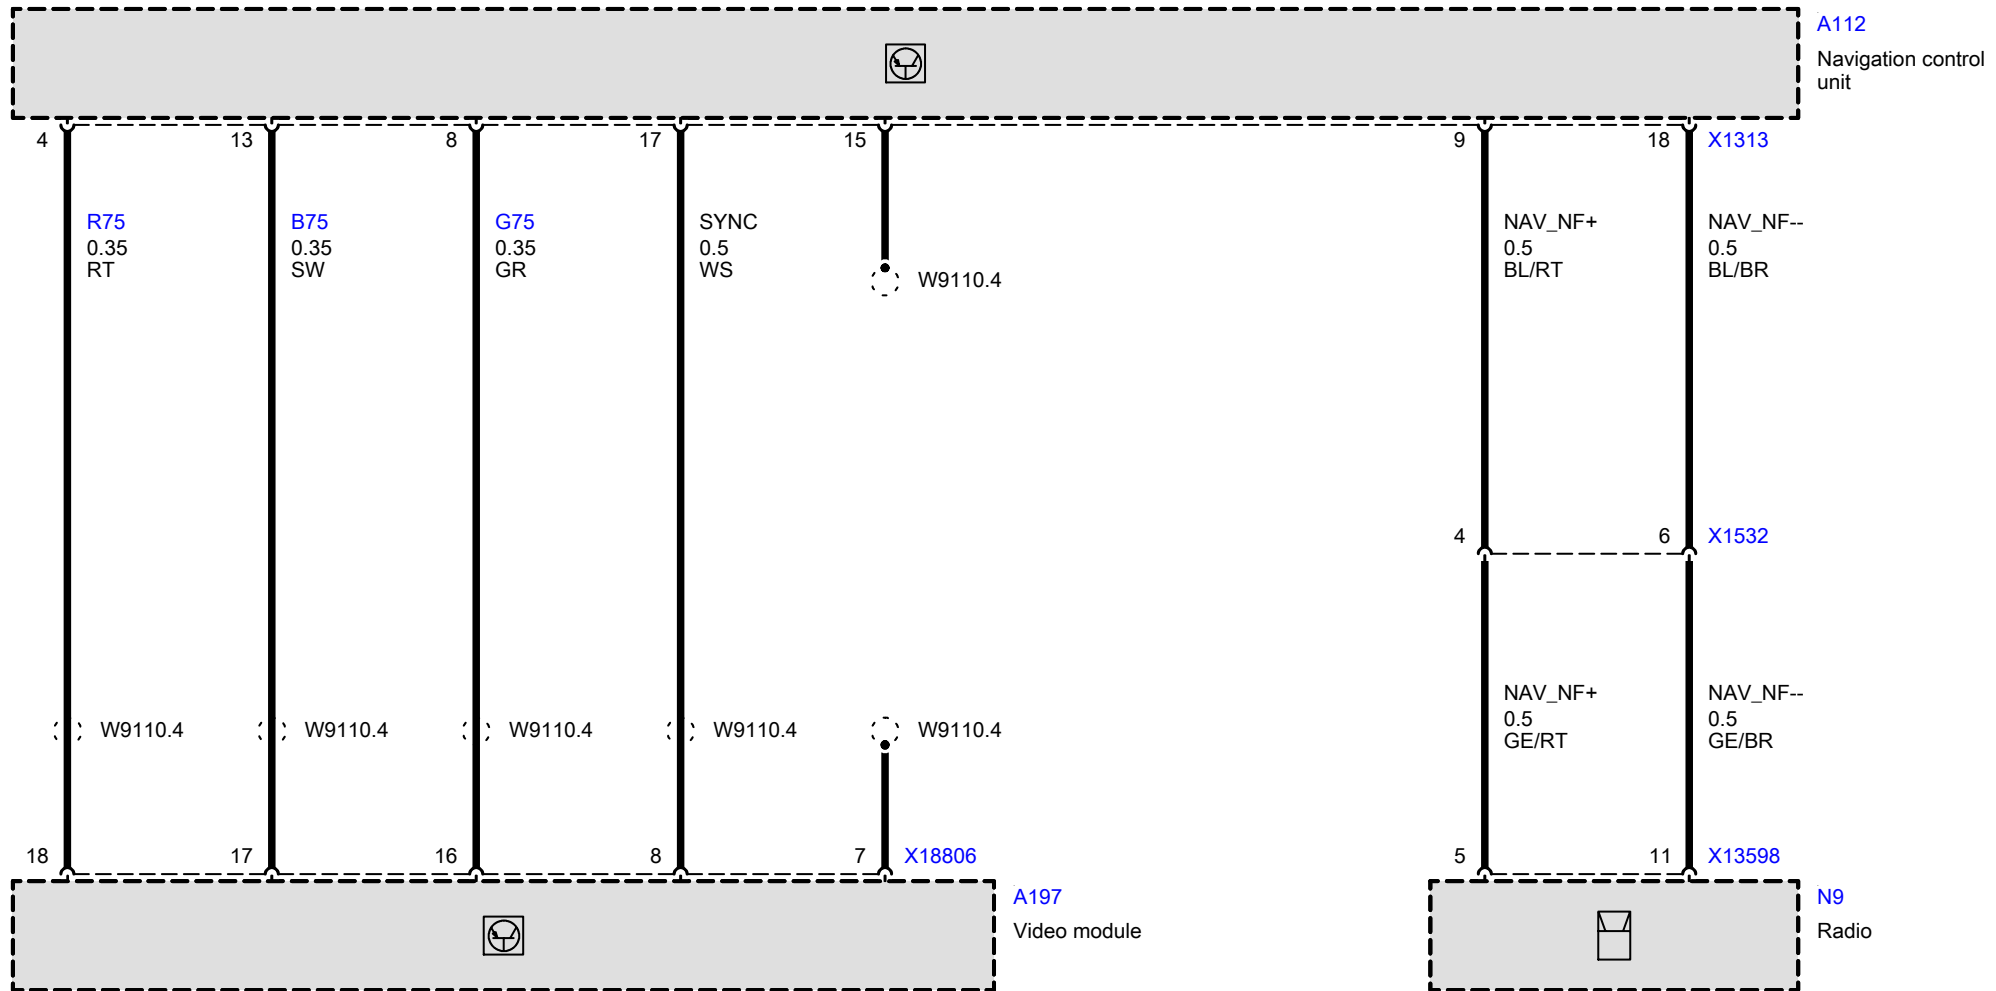 A112
Navigation control
unit
4
13
8
17
15
9
18
X1313
R75
0.35
RT
B75
0.35
SW
G75
0.35
GR
SYNC
0.5
WS
W9110.4
NAV_NF+
0.5
BL/RT
NAV_NF--
0.5
BL/BR
4
6
X1532
W9110.4
W9110.4
W9110.4
W9110.4
W9110.4
NAV_NF+
0.5
GE/RT
NAV_NF--
0.5
GE/BR
18
17
16
8
7
X18806
5
11
X13598
A197
Video module
N9
Radio